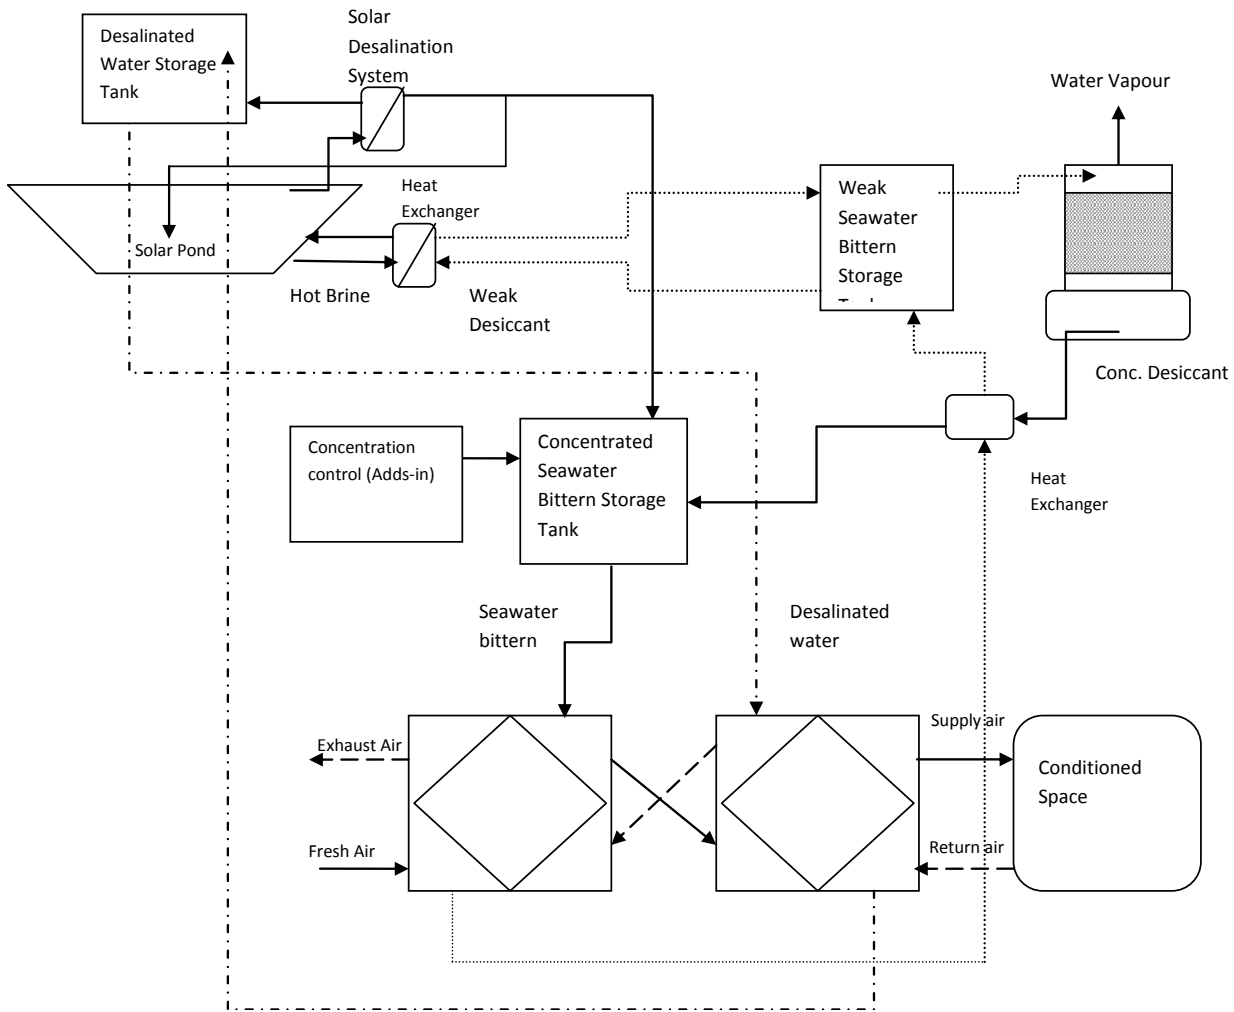 Desalinated
Water Storage
Tank
Solar
Desalination
System
Water Vapour
Heat
Exchanger
Weak
Seawater
Bittern
Storage
Solar Pond
Hot Brine
Weak
Desiccant
Conc. Desiccant
Concentration
control (Adds-in)
Concentrated
Seawater
Bittern Storage
Tank
Heat
Exchanger
Seawater
bittern
Desalinated
water
Supply air
Exhaust Air
Conditioned
Space
Fresh Air
Return air